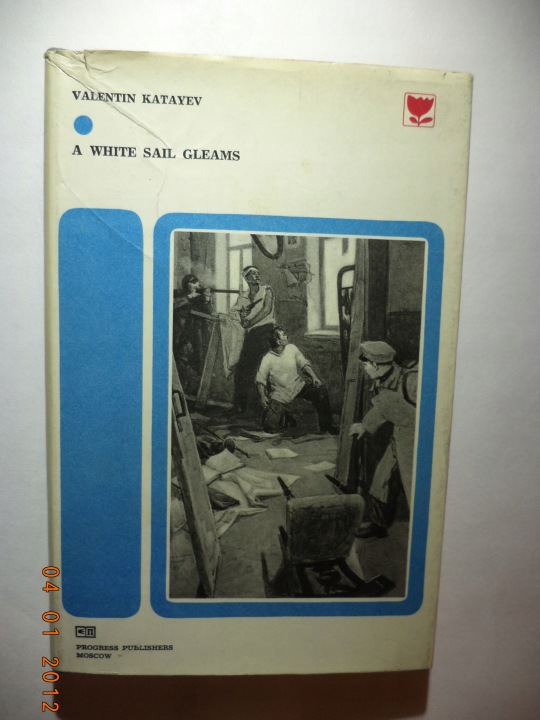 VALENTIN KATAYEV
A WHITE SAIL GLEAMS
PROGRESS PUBLISHERS
MOSCOW
04 01 2012